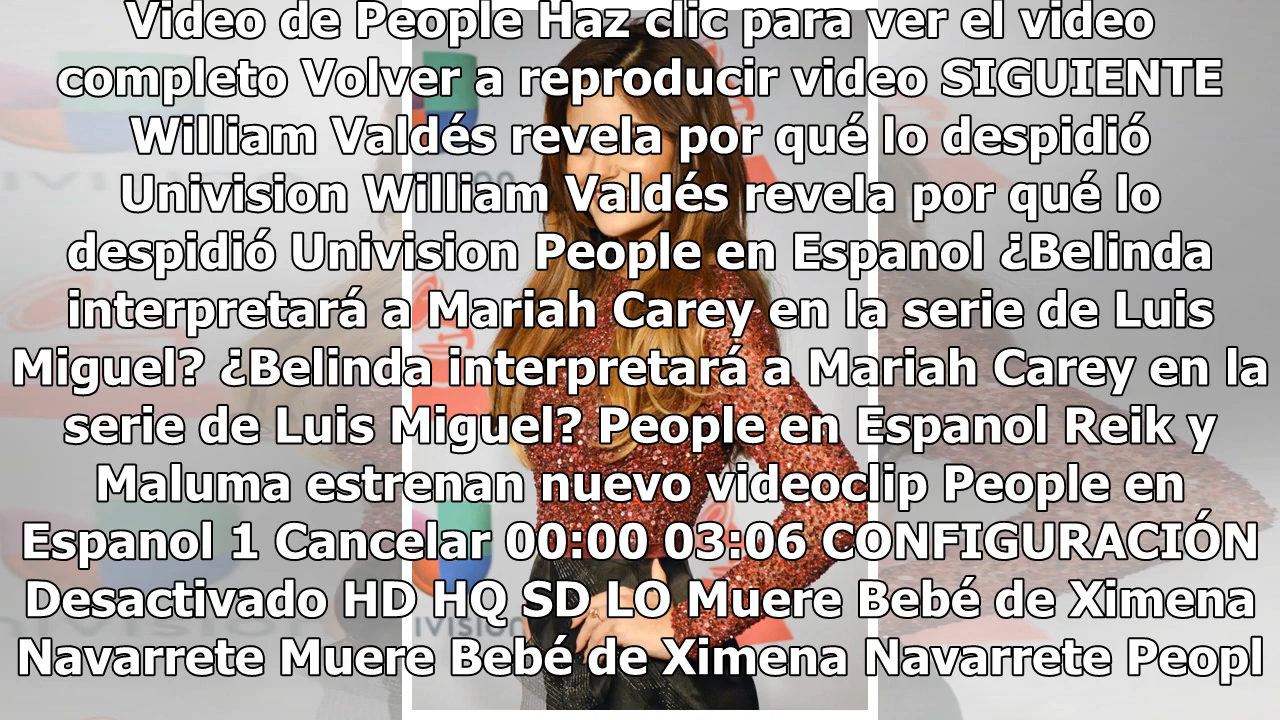 Video de People Haz clic para ver el video
completo Volver a reproducir video SIGUIENTE
William Valdés revela por qué lo despidió
Univision William Valdés revela por qué lo
despidió Univision People en Espanol ¿Belinda
interpretará a Mariah Carey en la serie de Luis
Miguel? ¿Belinda interpretará a Mariah Carey en la
serie de Luis Miguel? People en Espanol Reik y
Maluma estrenan nuevo videoclip People en
Espanol 1 Cancelar 00:00 03:06 CONFIGURACIÓN
Desactivado HD HQ SD LO Muere Bebé de Ximena
Navarrete Muere Bebé de Ximena Navarrete Peopl